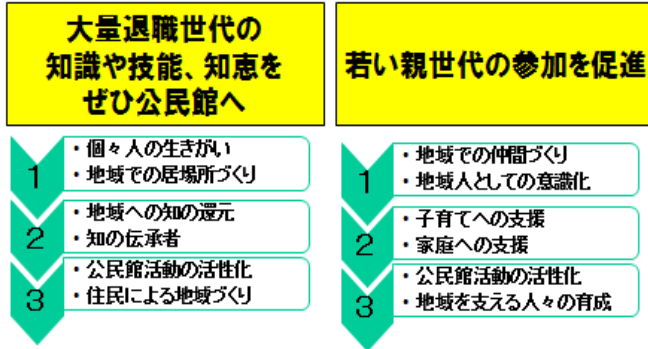 大量退職世代の
知識や技能、知恵を
ぜひ公民館へ
1
・個々人の生きがい
・地域での居場所づくり
2
・地域への知の還元
・知の伝承者
3
・公民館活動の活性化
・住民による地域づくり
若い親世代の参加を促進
1
・地域での仲間づくり
・地域人としての意識化
2
・子育てへの支援
・家庭への支援
3
・公民館活動の活性化
・地域を支える人々の育成